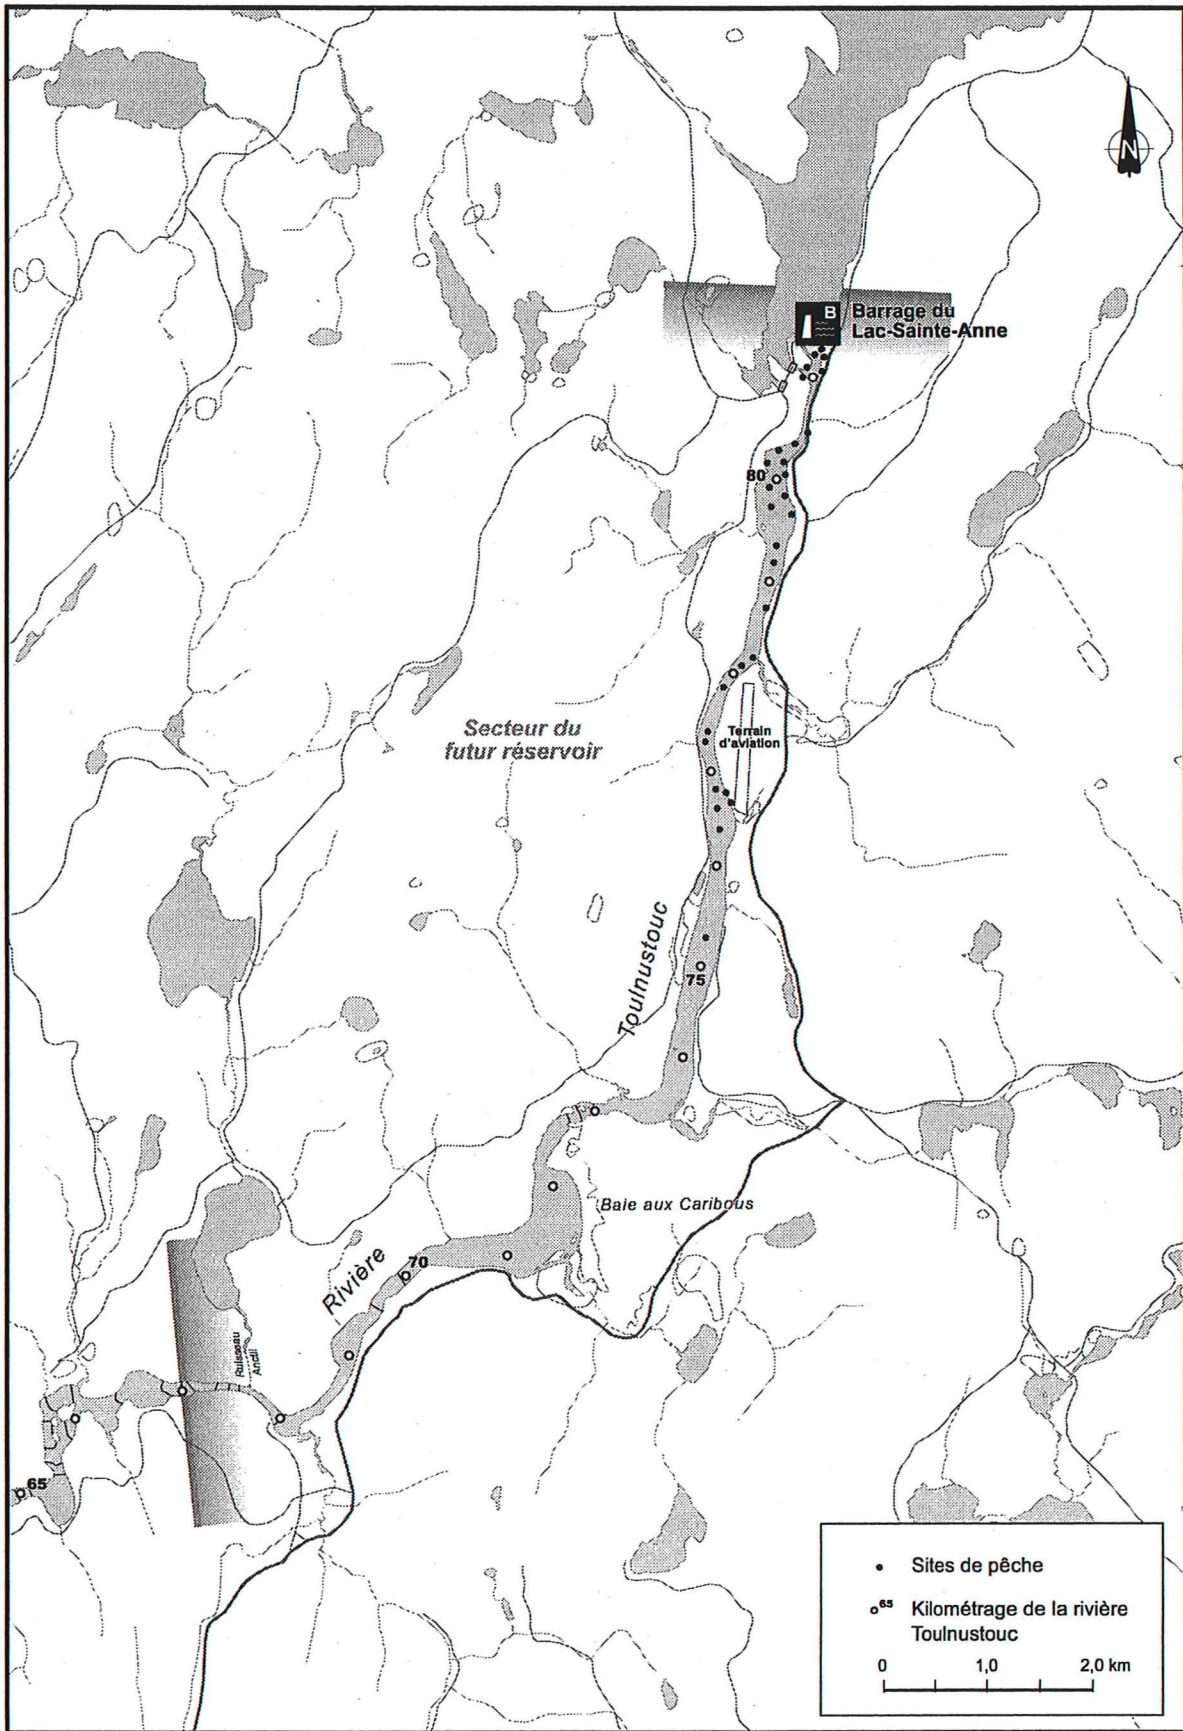 N
B
Barrage du
Lac-Sainte-Anne
80
Secteur du
futur réservoir
Terrain
d'aviation
Toulnustouc
75
Baie aux Caribous
Rivière
70
Ruisseau
65
Sites de pêche
65 Kilométrage de la rivière
Toulnustouc
0 1,0 2,0 km